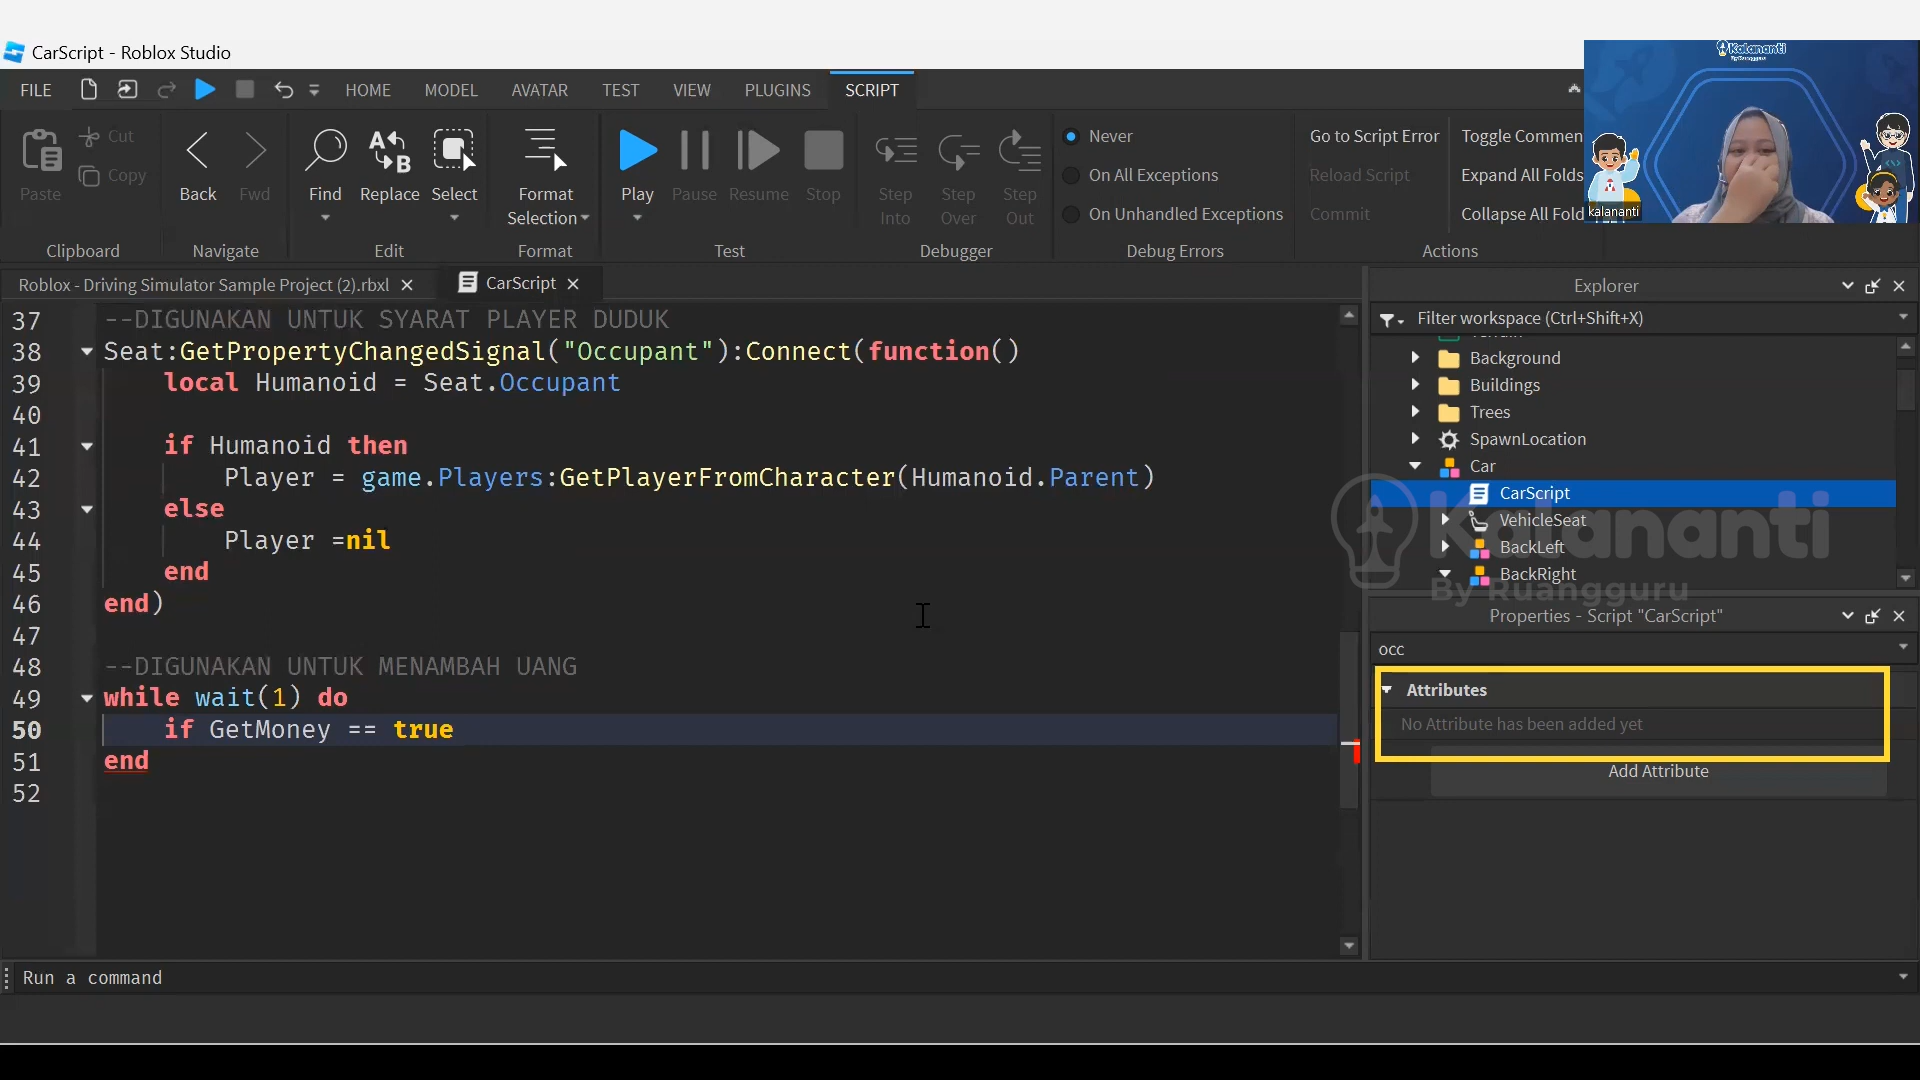 CarScript - Roblox Studio
Kalananti
By Ruangguru
FILE HOME MODEL AVATAR TEST VIEW PLUGINS SCRIPT
Paste
Cut
Copy
Clipboard
Back
Fwd
Navigate
Find
Replace
Select
Edit
Format
Selection
Format
Play
Pause
Resume
Stop
Test
Step
Into
Step
Over
Step
Out
Debugger
Never
On All Exceptions
On Unhandled Exceptions
Debug Errors
Go to Script Error
Reload Script
Commit
Toggle Commen
Expand All Folds
Collapse All Fold
Actions
kalananti
Roblox - Driving Simulator Sample Project (2).rbxl
CarScript
37 --DIGUNAKAN UNTUK SYARAT PLAYER DUDUK
38 Seat:GetPropertyChangedSignal("Occupant"):Connect(function()
39 local Humanoid = Seat.Occupant
40
41 if Humanoid then
42 Player = game.Players:GetPlayerFromCharacter(Humanoid.Parent)
43 else
44 Player =nil
45 end
46 end)
47
48 --DIGUNAKAN UNTUK MENAMBAH UANG
49 while wait(1) do
50 if GetMoney == true
51 end
52
Explorer
Filter workspace (Ctrl+Shift+X)
Terrain
Background
Buildings
Trees
SpawnLocation
Car
CarScript
VehicleSeat
BackLeft
BackRight
Kalananti
By Ruangguru
Properties - Script "CarScript"
occ
Attributes
No Attribute has been added yet
Add Attribute
Run a command